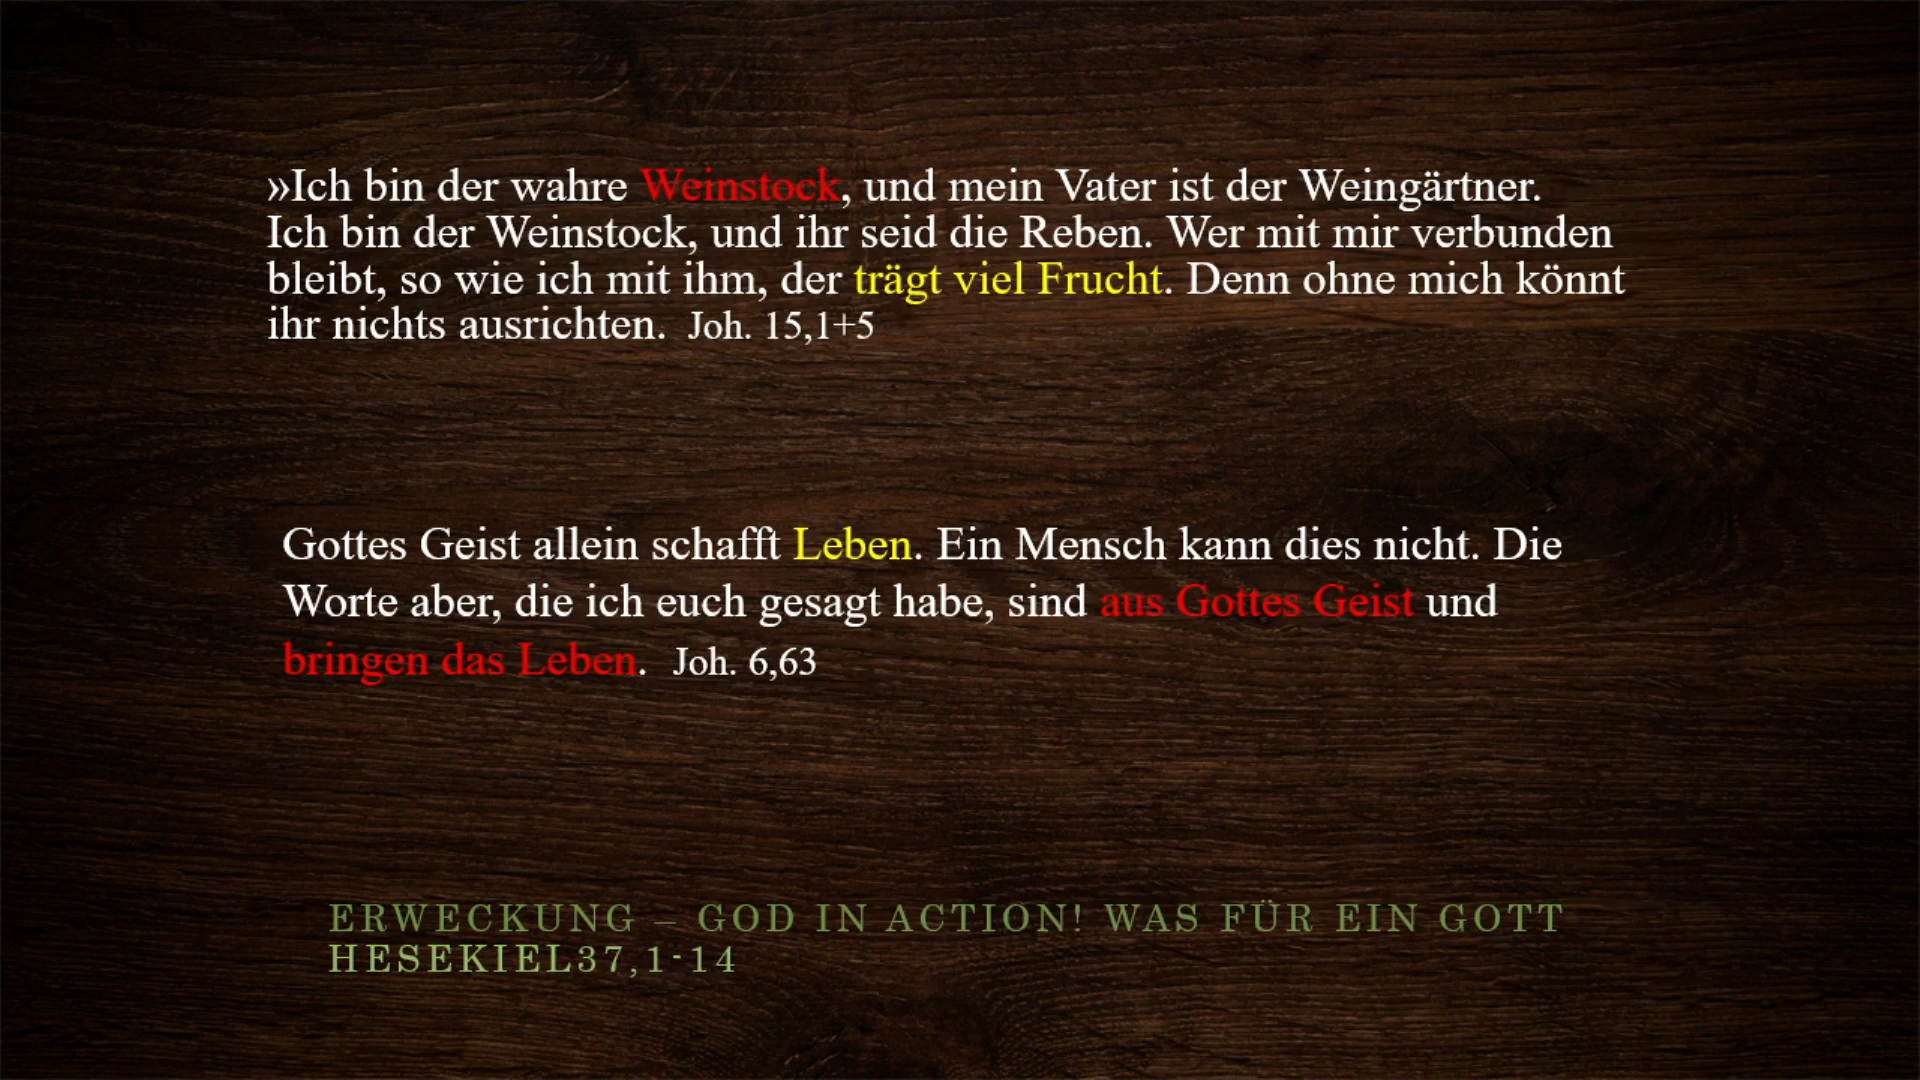 »Ich bin der wahre Weinstock, und mein Vater ist der Weingärtner.
Ich bin der Weinstock, und ihr seid die Reben. Wer mit mir verbunden
bleibt, so wie ich mit ihm, der trägt viel Frucht. Denn ohne mich könnt
ihr nichts ausrichten. Joh. 15,1+5
Gottes Geist allein schafft Leben. Ein Mensch kann dies nicht. Die
Worte aber, die ich euch gesagt habe, sind aus Gottes Geist und
bringen das Leben. Joh. 6,63
ERWECKUNG – GOD IN ACTION! WAS FÜR EIN GOTT
HESEKIEL37,1-14